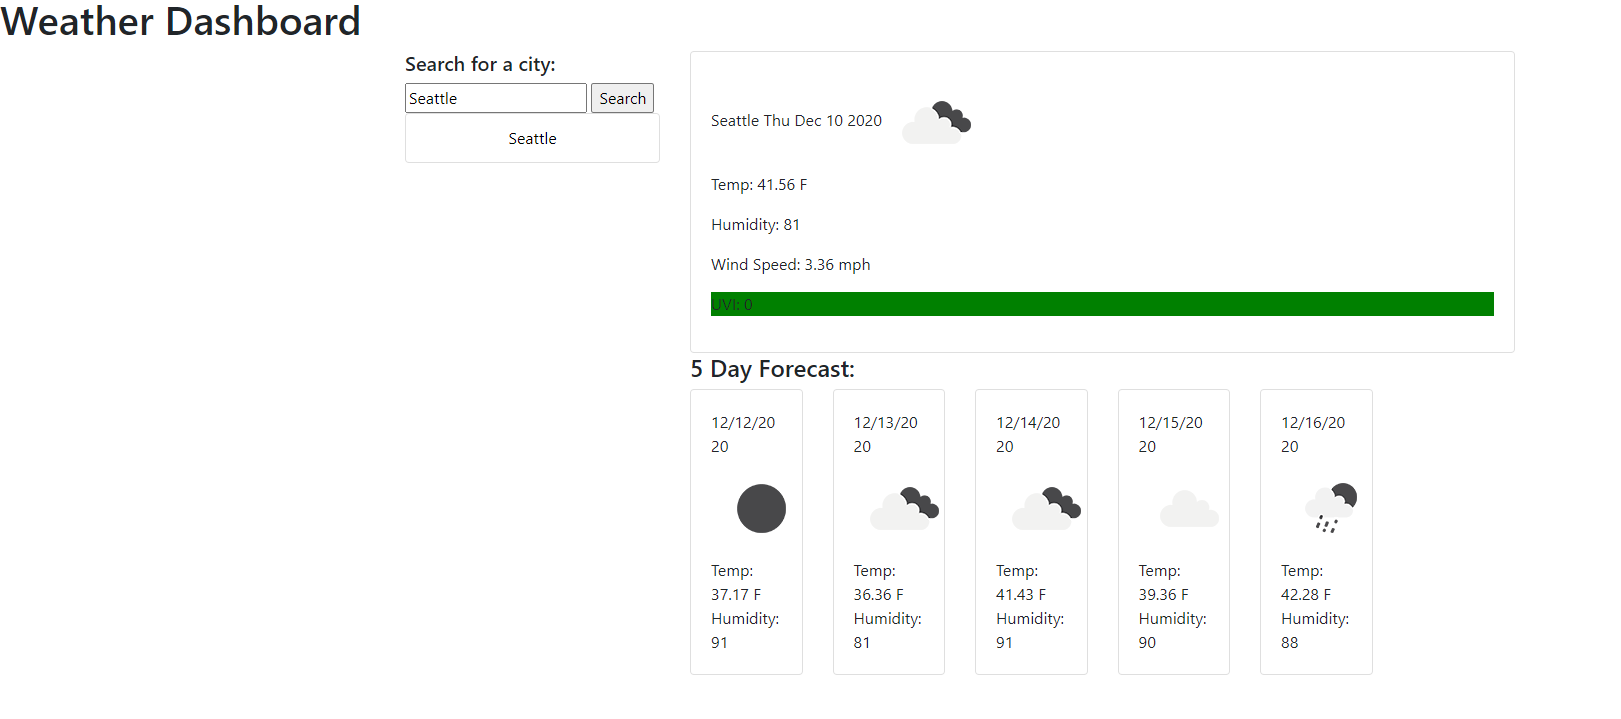 Weather Dashboard
Search for a city:
Seattle
Search
Seattle
Seattle Thu Dec 10 2020
Temp: 41.56 F
Humidity: 81
Wind Speed: 3.36 mph
UVI: 0
5 Day Forecast:
12/12/20
20
Temp:
37.17 F
Humidity:
91
12/13/20
20
Temp:
36.36 F
Humidity:
81
12/14/20
20
Temp:
41.43 F
Humidity:
91
12/15/20
20
Temp:
39.36 F
Humidity:
90
12/16/20
20
Temp:
42.28 F
Humidity:
88